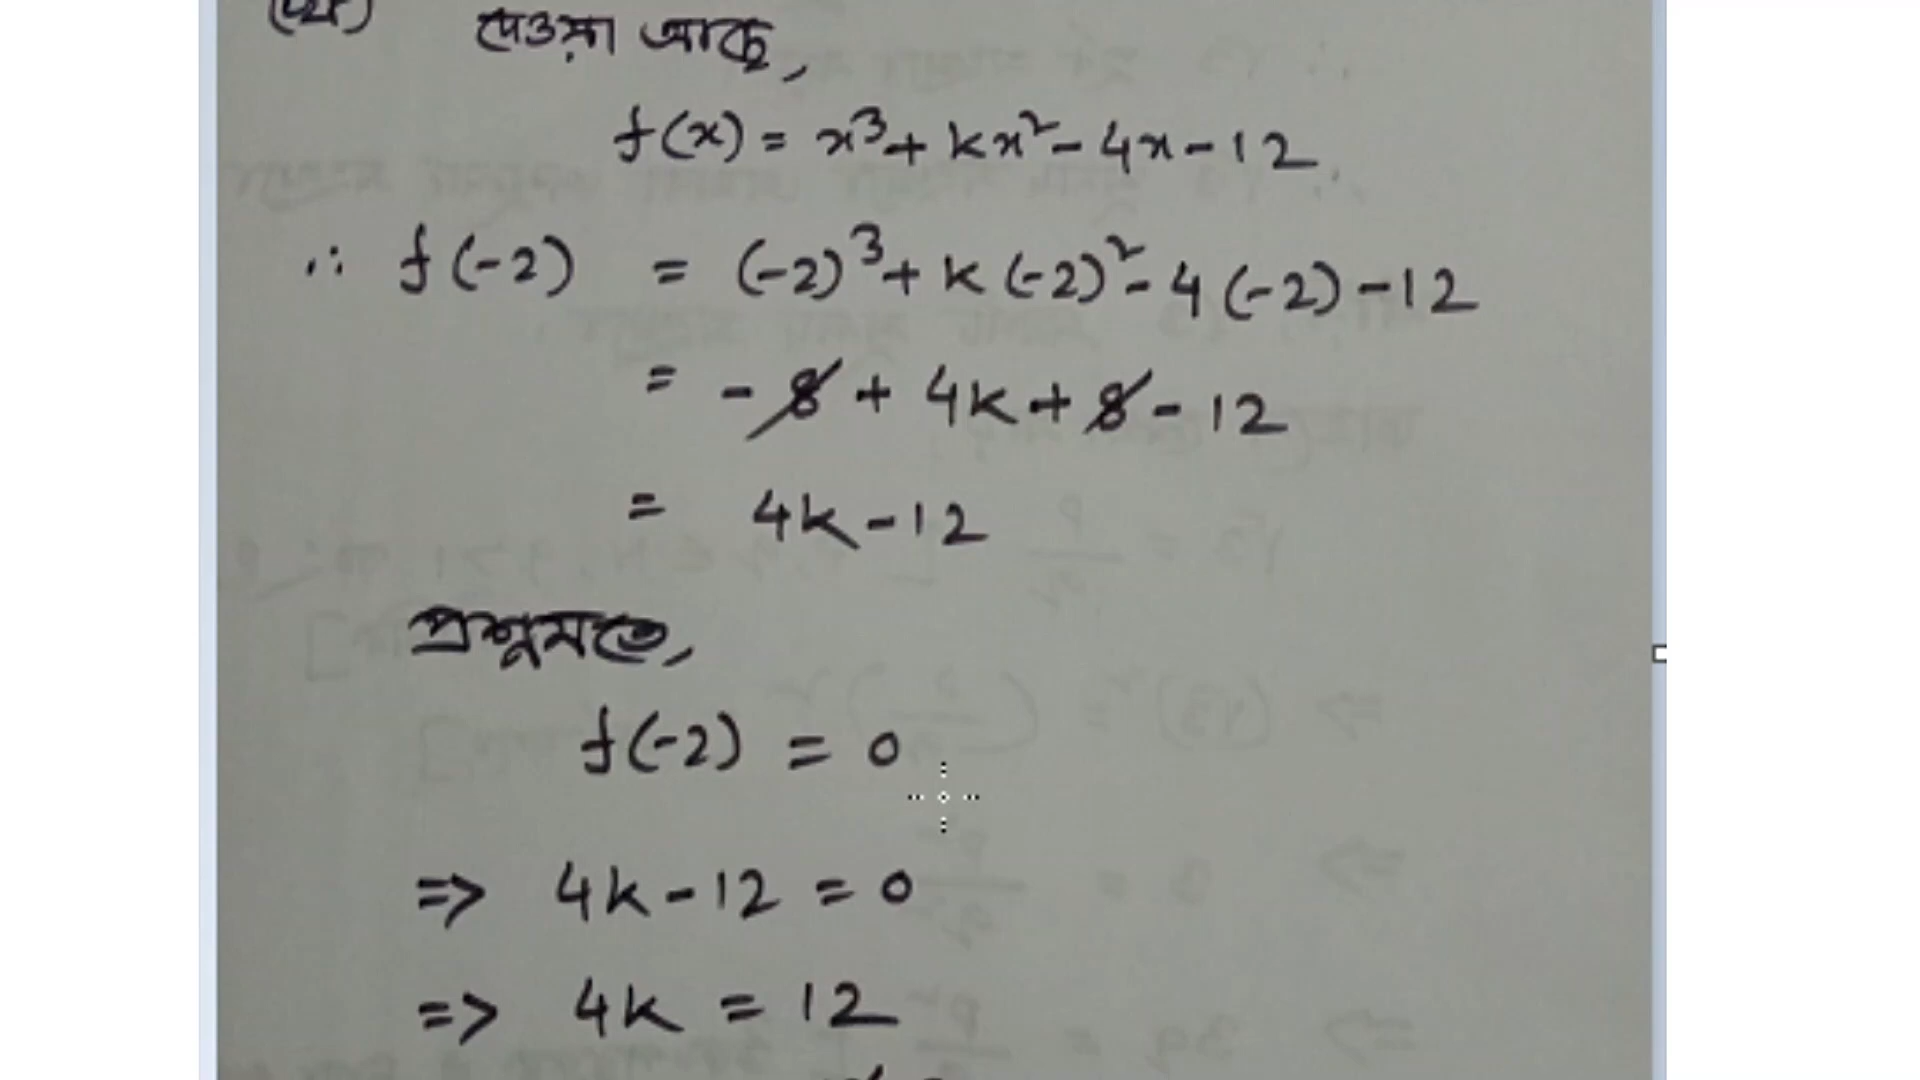 দেওয়া আছে,
f(x) = x³ + kx² - 4x - 12
∴ f(-2) = (-2)³ + k(-2)² - 4(-2) - 12
= - 8 + 4k + 8 - 12
= 4k - 12
প্রশ্নমতে,
f(-2) = 0
=> 4k - 12 = 0
=> 4k = 12